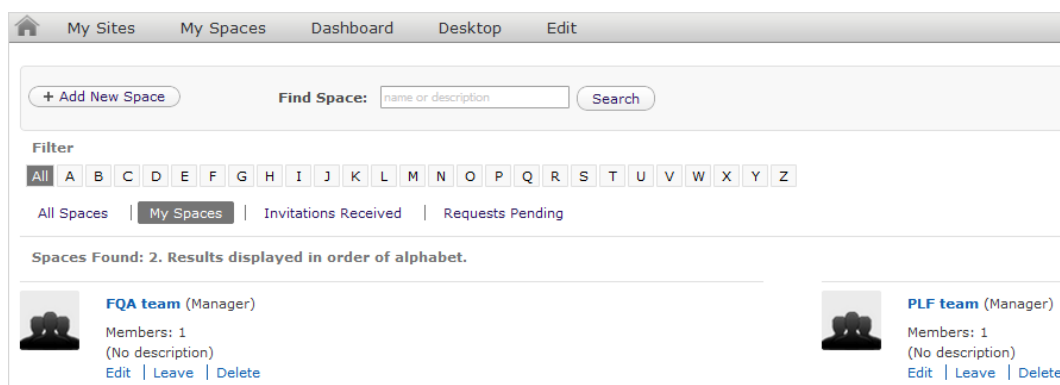 My Sites My Spaces Dashboard Desktop Edit
+ Add New Space Find Space: name or description Search
Filter
All A B C D E F G H I J K L M N O P Q R S T U V W X Y Z
All Spaces | My Spaces | Invitations Received | Requests Pending
Spaces Found: 2. Results displayed in order of alphabet.
FQA team (Manager)
Members: 1
(No description)
Edit | Leave | Delete
PLF team (Manager)
Members: 1
(No description)
Edit | Leave | Delete